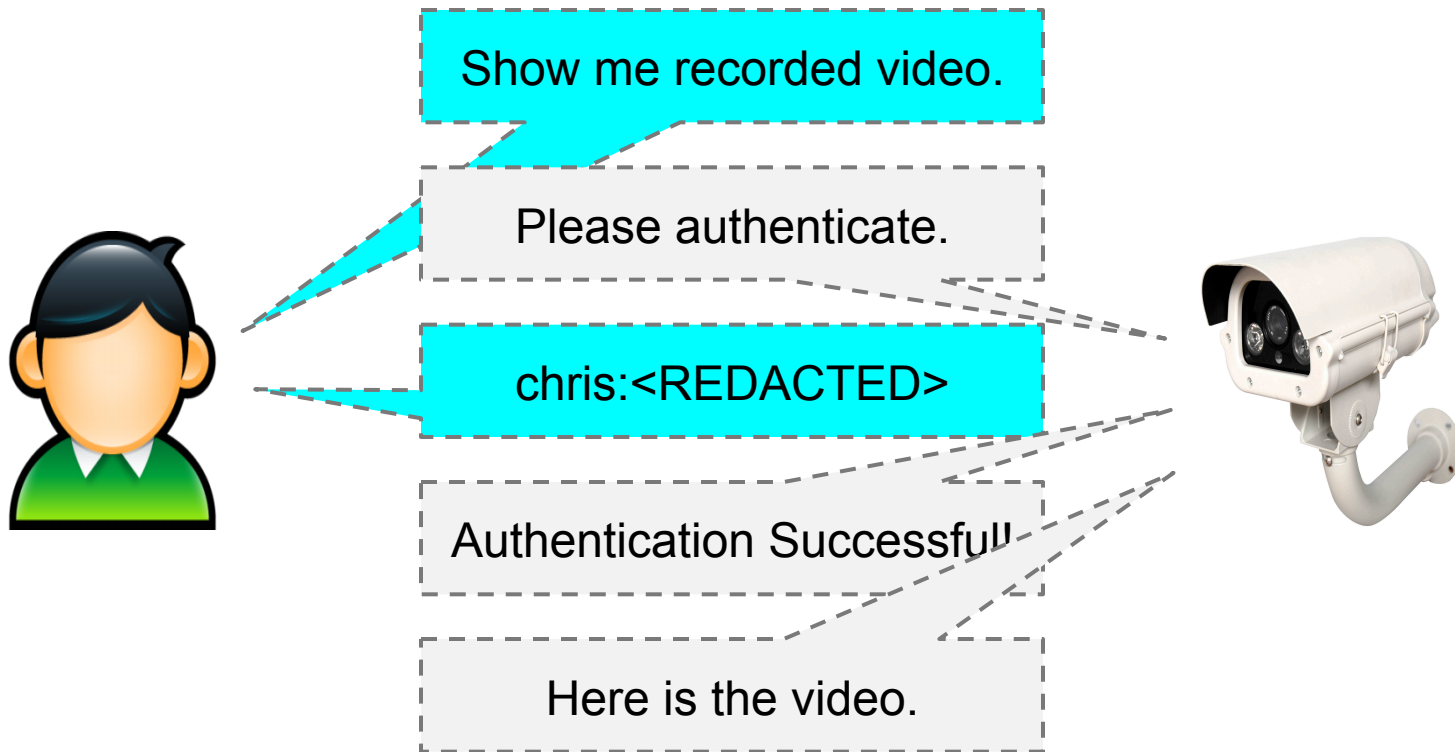 Show me recorded video.
Please authenticate.
chris:<REDACTED>
Authentication Successful!
Here is the video.